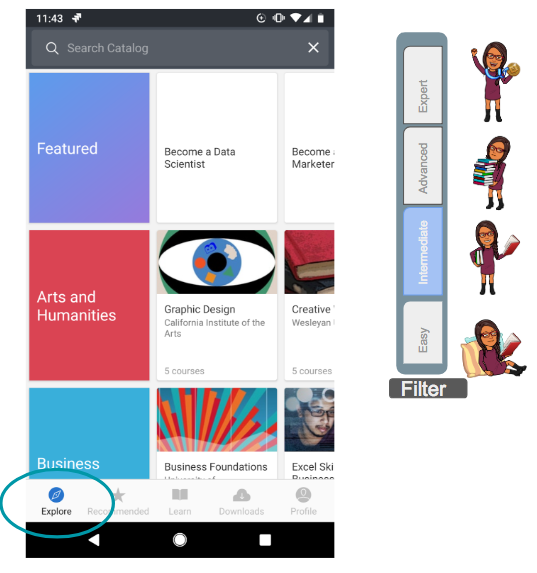 11:43
Search Catalog
Featured
Become a Data
Scientist
Become
Marketer
Arts and
Humanities
Graphic Design
California Institute of the
Arts
5 courses
Creative
Wesleyan
5 courses
Business
Business Foundations
University of
Excel Ski
Business
Explore
Recommended
Learn
Downloads
Profile
Expert
Advanced
Intermediate
Easy
Filter